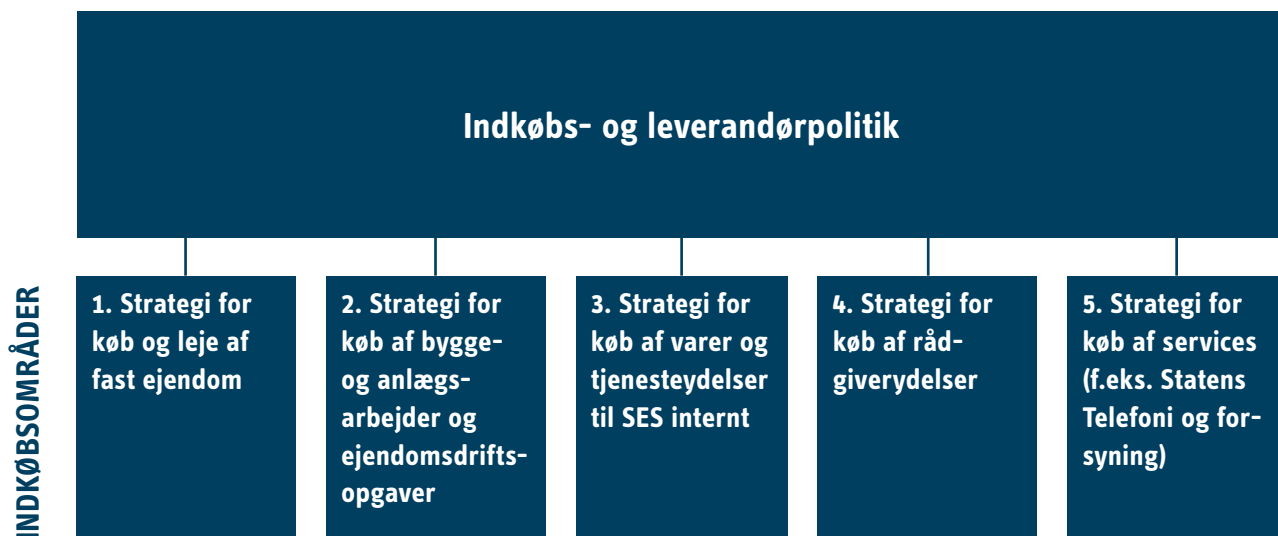 Indkøbs- og leverandørpolitik
INDKØBSOMRÅDER
1. Strategi for
køb og leje af
fast ejendom
2. Strategi for
køb af bygge-
og anlægs-
arbejder og
ejendomsdrifts-
opgaver
3. Strategi for
køb af varer og
tjenesteydelser
til SES internt
4. Strategi for
køb af råd-
giverydelser
5. Strategi for
køb af services
(f.eks. Statens
Telefoni og for-
syning)